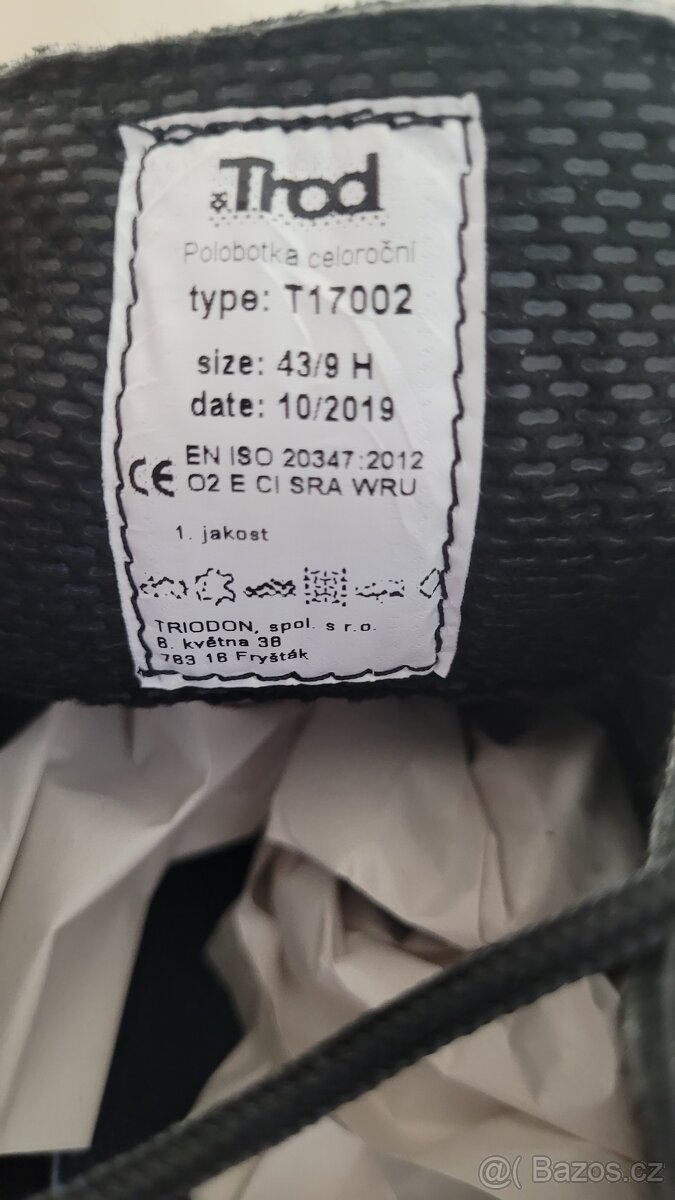 Trod
Polobotka celoroční
type: T17002
size: 43/9 H
date: 10/2019
CE EN ISO 20347:2012
O2 E CI SRA WRU
1. jakost
TRIODON, spol. s r.o.
8. května 38
763 16 Fryšták
@( Bazos.cz